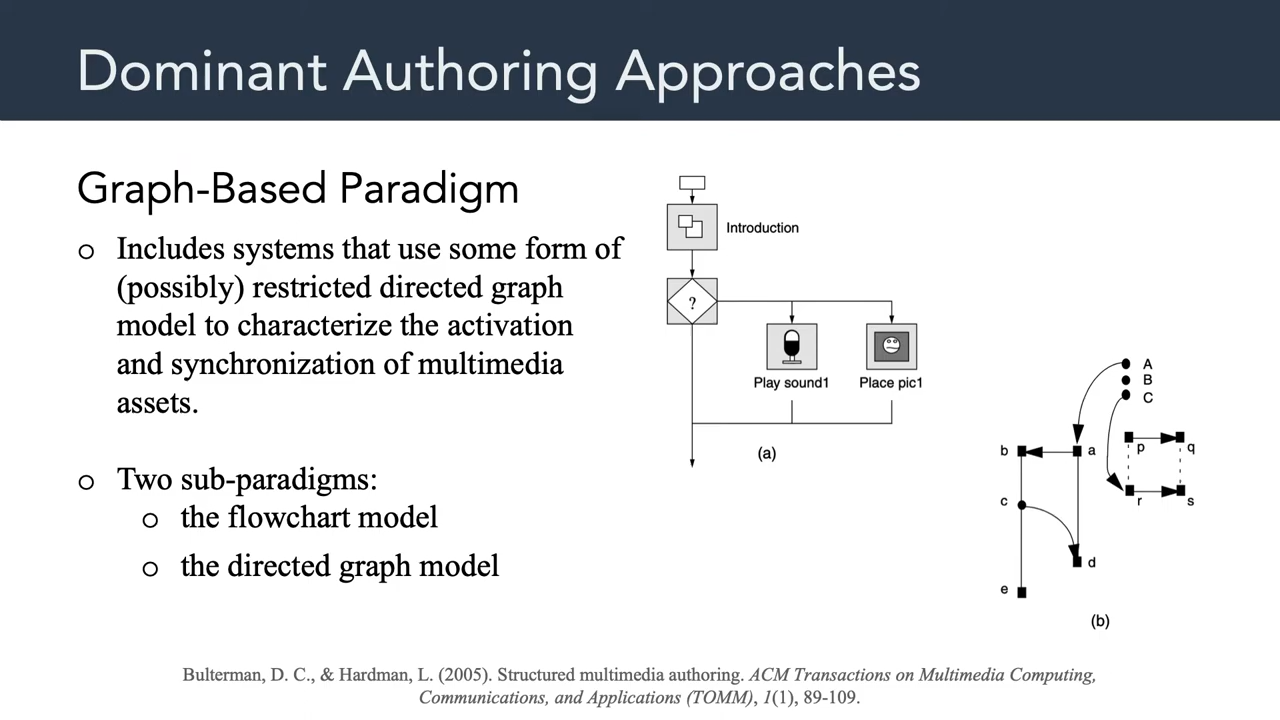 Dominant Authoring Approaches
Graph-Based Paradigm
o Includes systems that use some form of
(possibly) restricted directed graph
model to characterize the activation
and synchronization of multimedia
assets.
o Two sub-paradigms:
o the flowchart model
o the directed graph model
Introduction
?
Play sound1
Place pic1
(a)
A
B
C
b
a
p
q
c
r
s
d
e
(b)
Bulterman, D. C., & Hardman, L. (2005). Structured multimedia authoring. ACM Transactions on Multimedia Computing,
Communications, and Applications (TOMM), 1(1), 89-109.